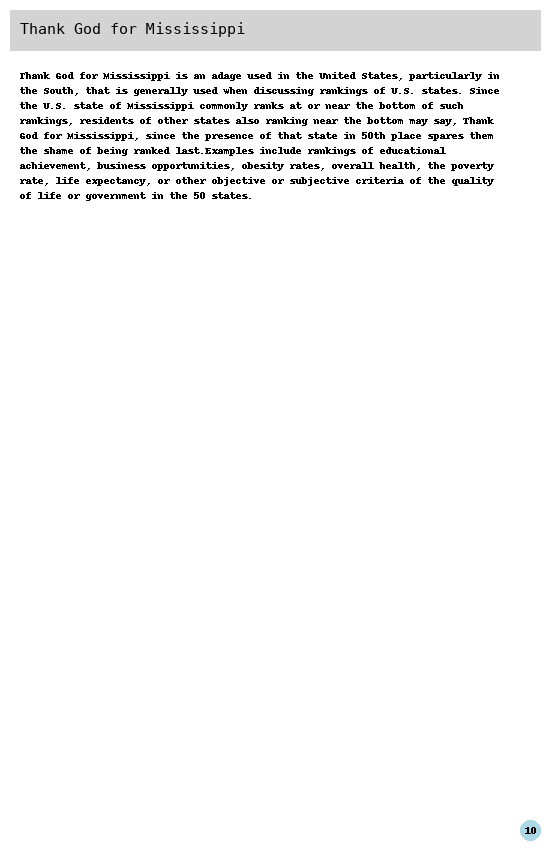 Thank God for Mississippi
Thank God for Mississippi is an adage used in the United States, particularly in
the South, that is generally used when discussing rankings of U.S. states. Since
the U.S. state of Mississippi commonly ranks at or near the bottom of such
rankings, residents of other states also ranking near the bottom may say, Thank
God for Mississippi, since the presence of that state in 50th place spares them
the shame of being ranked last.Examples include rankings of educational
achievement, business opportunities, obesity rates, overall health, the poverty
rate, life expectancy, or other objective or subjective criteria of the quality
of life or government in the 50 states.
10